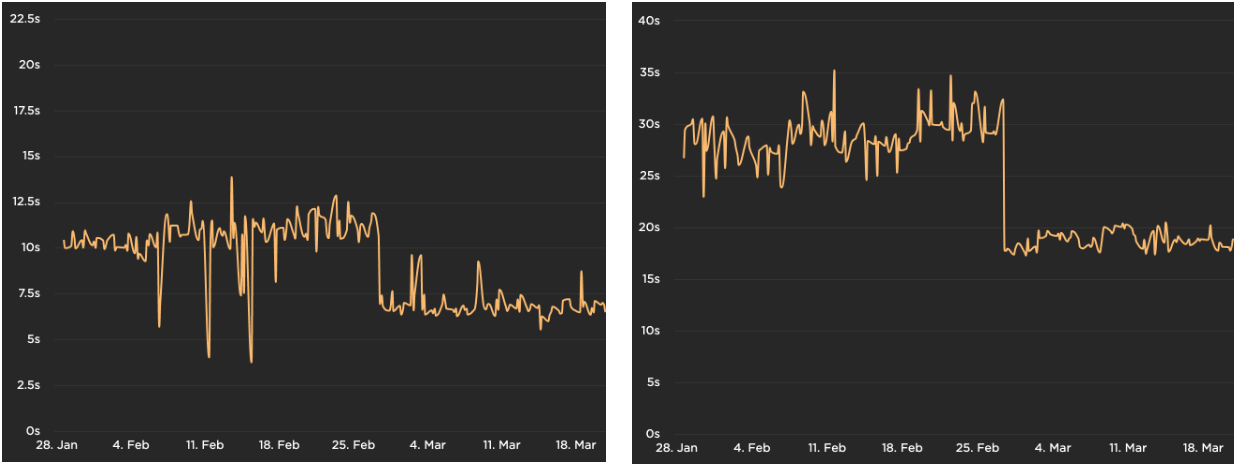 22.5s
20s
17.5s
15s
12.5s
10s
7.5s
5s
2.5s
0s
28. Jan 4. Feb 11. Feb 18. Feb 25. Feb 4. Mar 11. Mar 18. Mar
40s
35s
30s
25s
20s
15s
10s
5s
0s
28. Jan 4. Feb 11. Feb 18. Feb 25. Feb 4. Mar 11. Mar 18. Mar